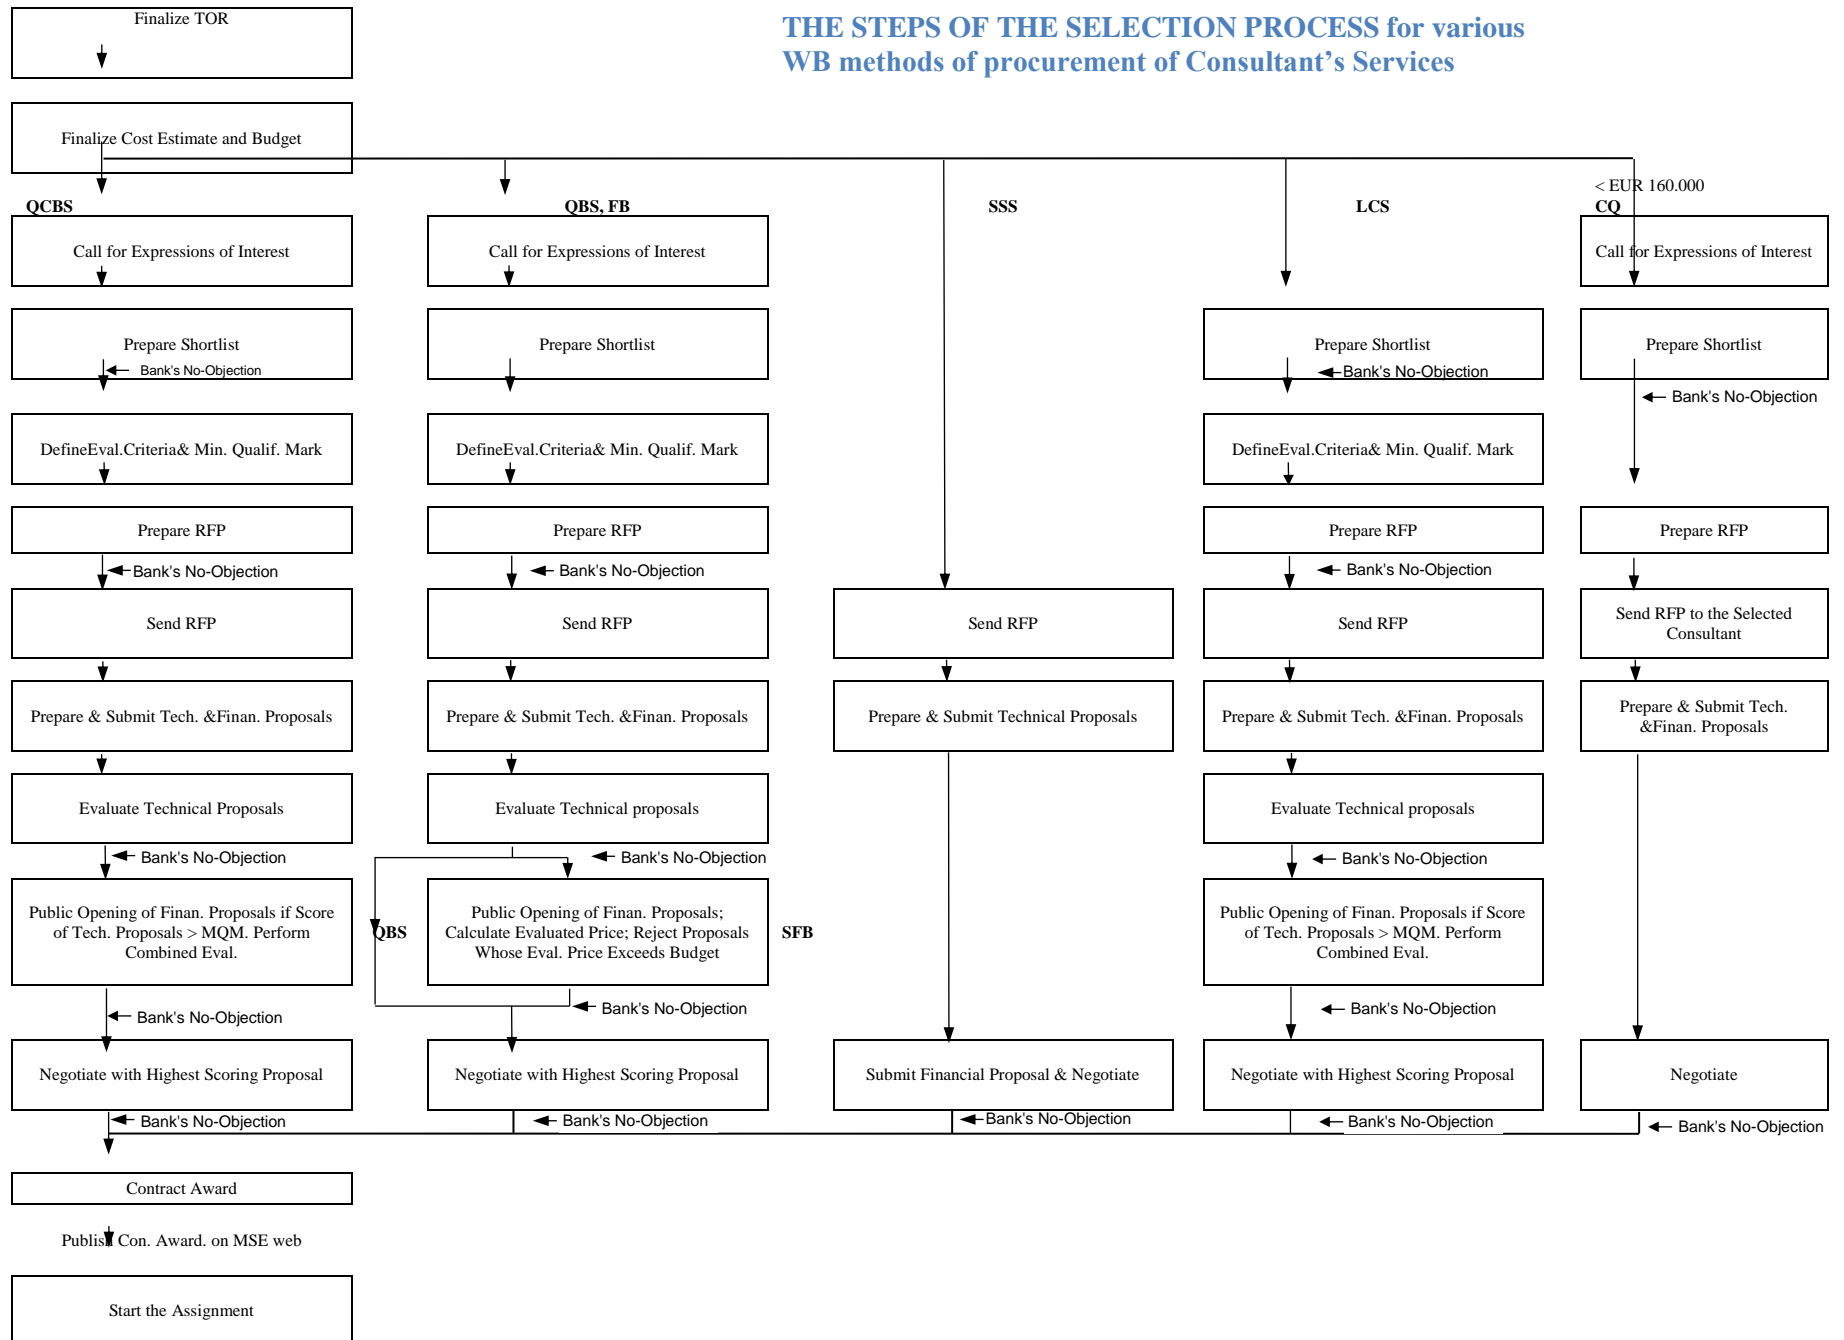 Finalize TOR
THE STEPS OF THE SELECTION PROCESS for various
WB methods of procurement of Consultant’s Services
Finalize Cost Estimate and Budget
< EUR 160.000
QCBS
QBS, FB
SSS
LCS
CQ
Call for Expressions of Interest
Call for Expressions of Interest
Call for Expressions of Interest
Prepare Shortlist
Prepare Shortlist
Prepare Shortlist
Prepare Shortlist
Bank's No-Objection
Bank's No-Objection
Bank's No-Objection
DefineEval.Criteria& Min. Qualif. Mark
DefineEval.Criteria& Min. Qualif. Mark
DefineEval.Criteria& Min. Qualif. Mark
Prepare RFP
Prepare RFP
Prepare RFP
Prepare RFP
Bank's No-Objection
Bank's No-Objection
Bank's No-Objection
Send RFP
Send RFP
Send RFP
Send RFP
Send RFP to the Selected
Consultant
Prepare & Submit Tech. &Finan. Proposals
Prepare & Submit Tech. &Finan. Proposals
Prepare & Submit Technical Proposals
Prepare & Submit Tech. &Finan. Proposals
Prepare & Submit Tech.
&Finan. Proposals
Evaluate Technical Proposals
Evaluate Technical proposals
Evaluate Technical proposals
Bank's No-Objection
Bank's No-Objection
Bank's No-Objection
Public Opening of Finan. Proposals if Score
of Tech. Proposals > MQM. Perform
Combined Eval.
QBS
Public Opening of Finan. Proposals;
Calculate Evaluated Price; Reject Proposals
Whose Eval. Price Exceeds Budget
SFB
Public Opening of Finan. Proposals if Score
of Tech. Proposals > MQM. Perform
Combined Eval.
Bank's No-Objection
Bank's No-Objection
Bank's No-Objection
Negotiate with Highest Scoring Proposal
Negotiate with Highest Scoring Proposal
Submit Financial Proposal & Negotiate
Negotiate with Highest Scoring Proposal
Negotiate
Bank's No-Objection
Bank's No-Objection
Bank's No-Objection
Bank's No-Objection
Bank's No-Objection
Contract Award
Publish Con. Award. on MSE web
Start the Assignment